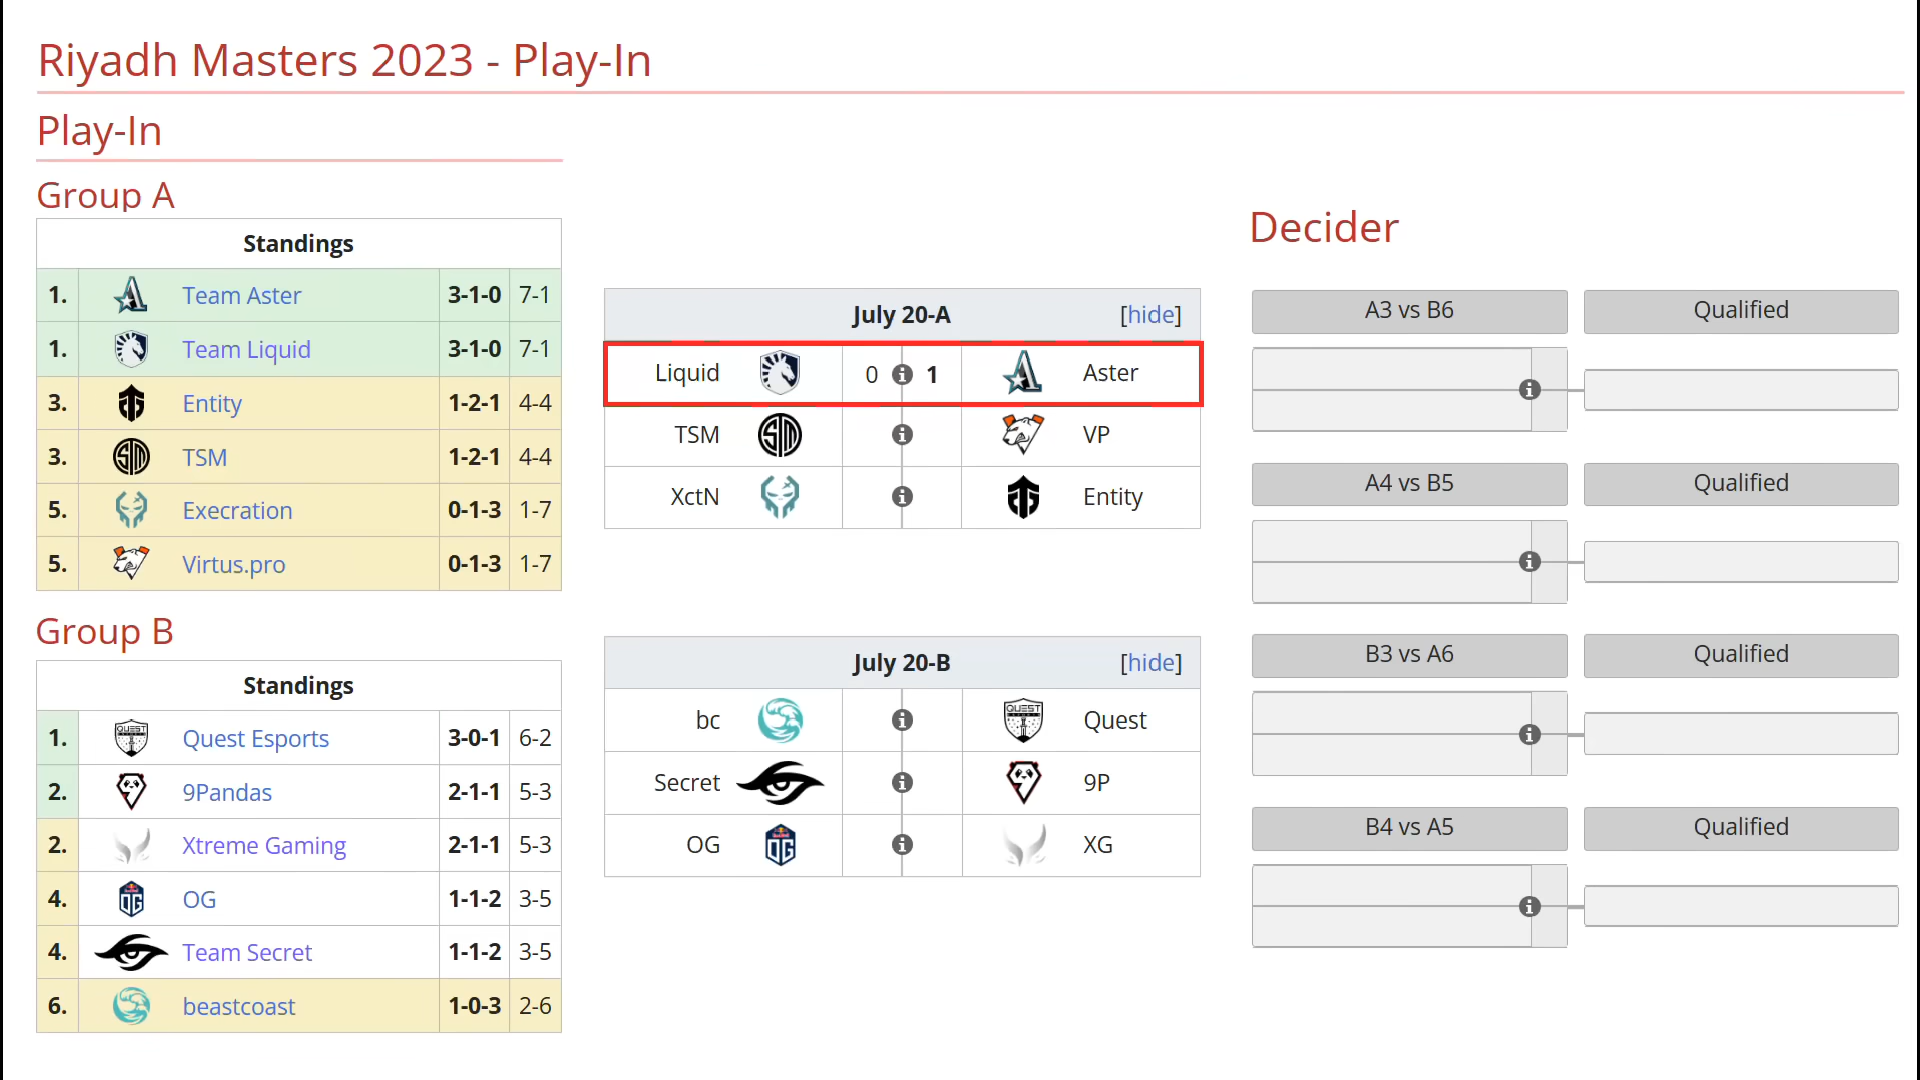 Riyadh Masters 2023 - Play-In
Play-In
Group A
Standings
1. Team Aster 3-1-0 7-1
1. Team Liquid 3-1-0 7-1
3. Entity 1-2-1 4-4
3. TSM 1-2-1 4-4
5. Execration 0-1-3 1-7
5. Virtus.pro 0-1-3 1-7
Group B
Standings
1. QUEST Quest Esports 3-0-1 6-2
2. 9Pandas 2-1-1 5-3
2. Xtreme Gaming 2-1-1 5-3
4. OG OG 1-1-2 3-5
4. Team Secret 1-1-2 3-5
6. beastcoast 1-0-3 2-6
July 20-A [hide]
Liquid 0 1 Aster
TSM VP
XctN Entity
July 20-B [hide]
bc QUEST Quest
Secret 9P
OG OG XG
Decider
A3 vs B6 Qualified
A4 vs B5 Qualified
B3 vs A6 Qualified
B4 vs A5 Qualified